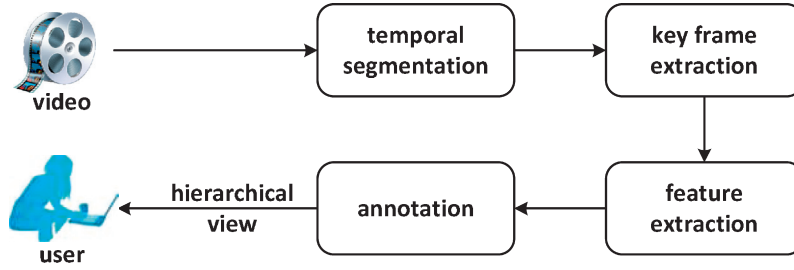 video
temporal
segmentation
key frame
extraction
feature
extraction
annotation
hierarchical
view
user